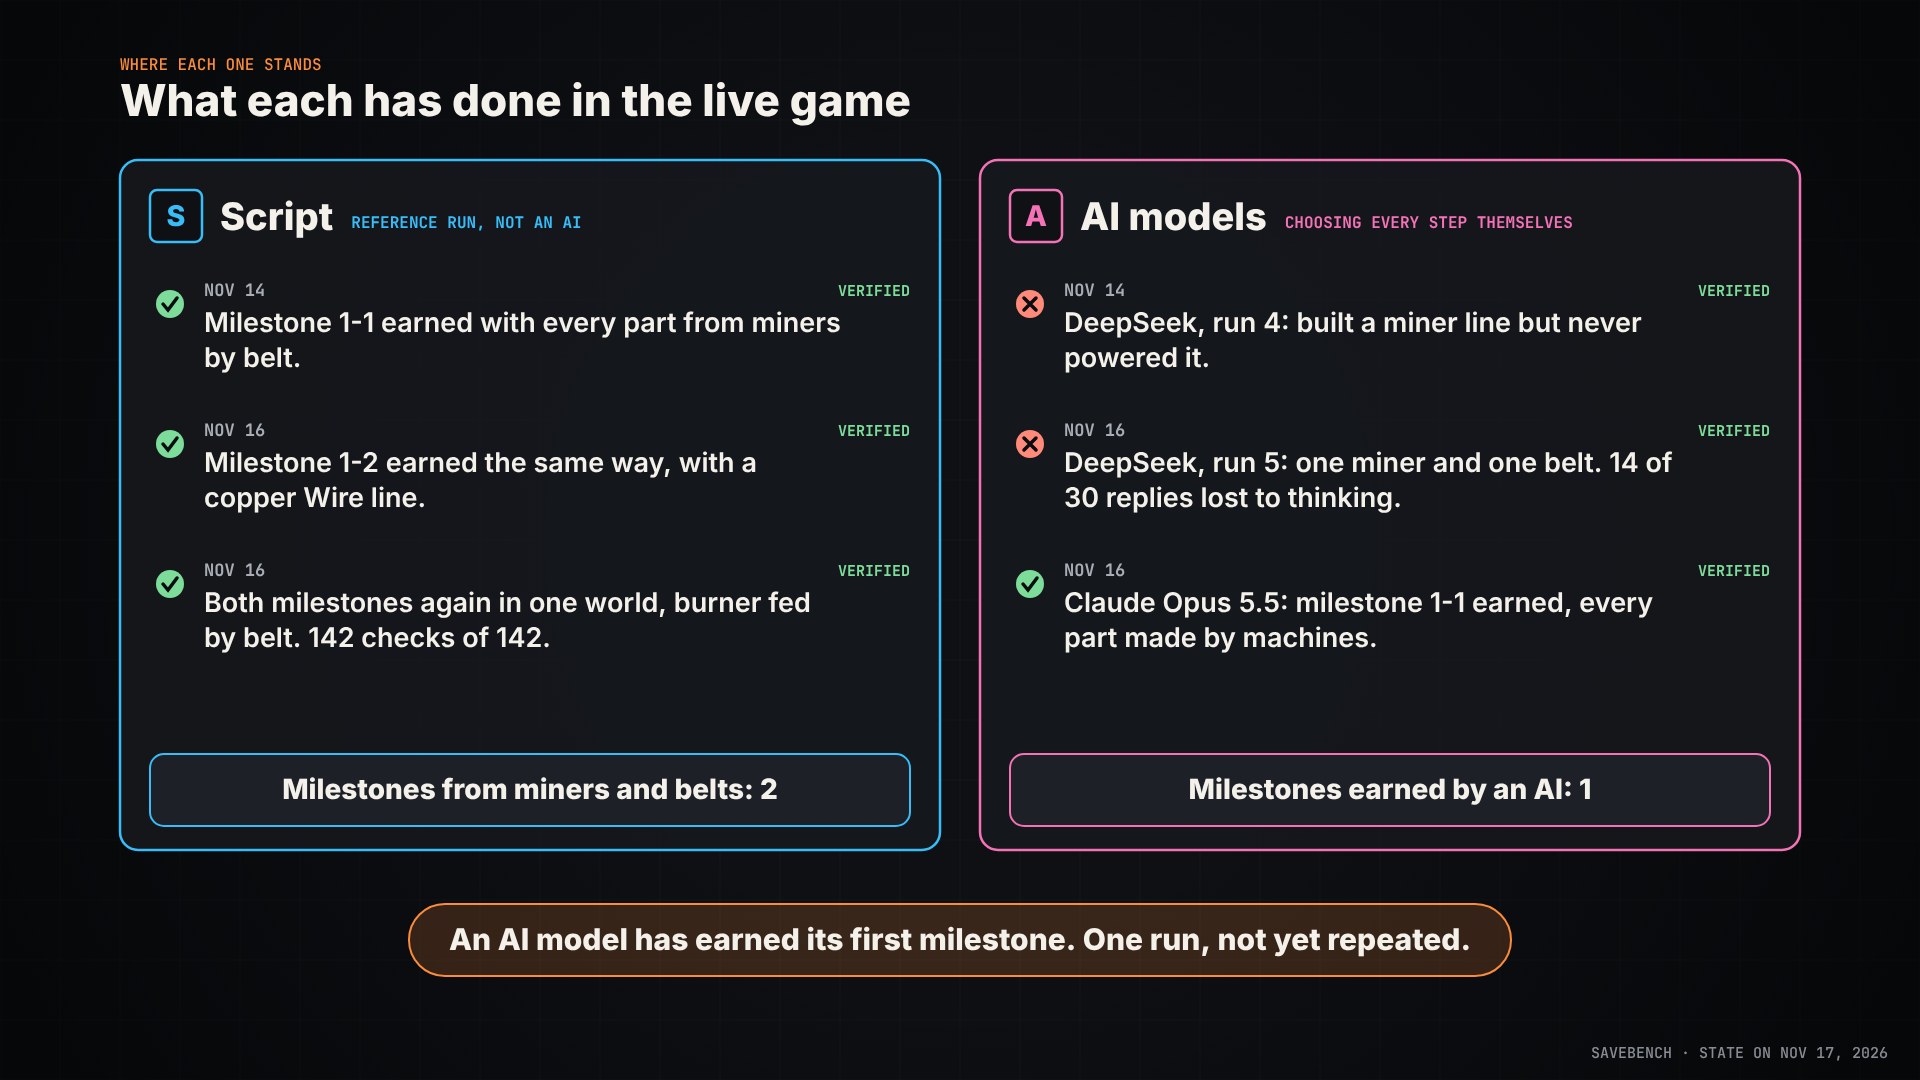 WHERE EACH ONE STANDS
What each has done in the live game
S
Script
REFERENCE RUN, NOT AN AI
NOV 14
VERIFIED
Milestone 1-1 earned with every part from miners
by belt.
NOV 16
VERIFIED
Milestone 1-2 earned the same way, with a
copper Wire line.
NOV 16
VERIFIED
Both milestones again in one world, burner fed
by belt. 142 checks of 142.
Milestones from miners and belts: 2
A
AI models
CHOOSING EVERY STEP THEMSELVES
NOV 14
VERIFIED
DeepSeek, run 4: built a miner line but never
powered it.
NOV 16
VERIFIED
DeepSeek, run 5: one miner and one belt. 14 of
30 replies lost to thinking.
NOV 16
VERIFIED
Claude Opus 5.5: milestone 1-1 earned, every
part made by machines.
Milestones earned by an AI: 1
An AI model has earned its first milestone. One run, not yet repeated.
SAVEBENCH · STATE ON NOV 17, 2026